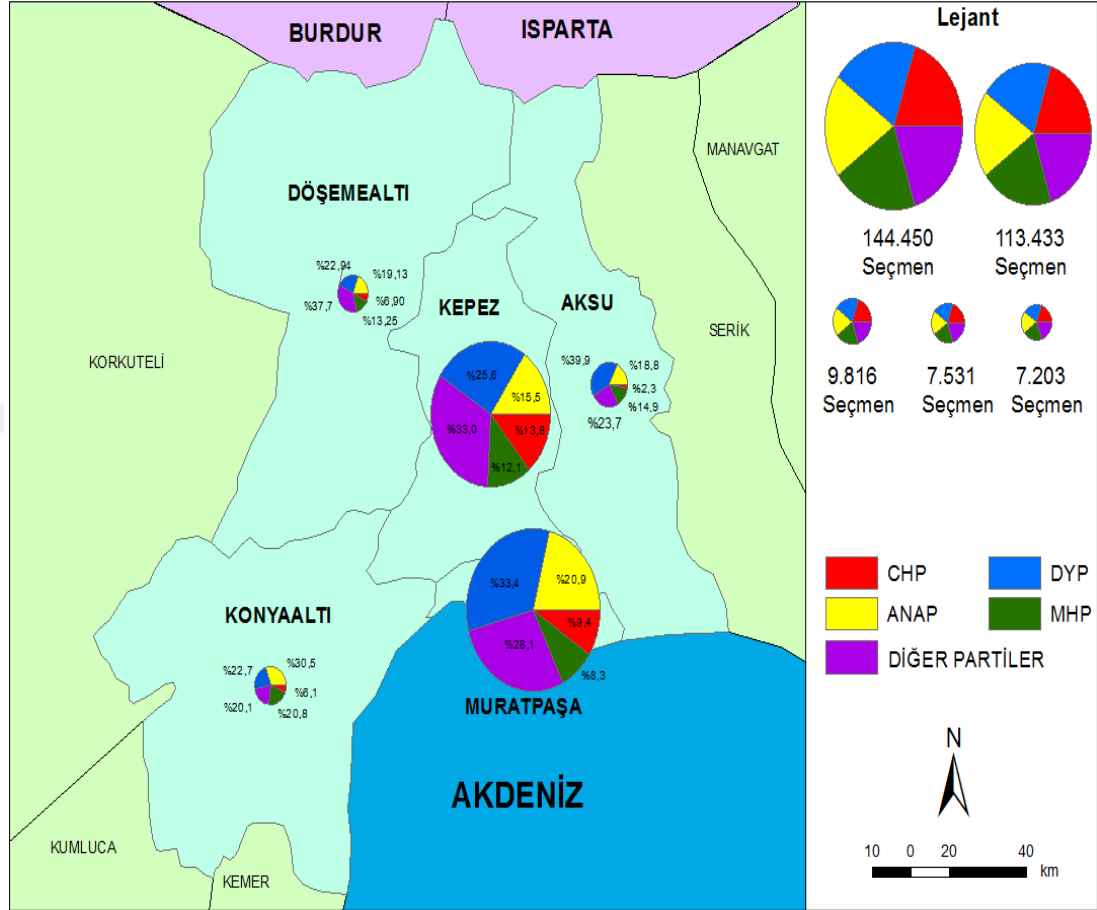 BURDUR
ISPARTA
MANAVGAT
DÖŞEMEALTI
%22,94
%19,13
%37,7
%6,90
%13,25
KEPEZ
AKSU
SERİK
KORKUTELİ
%25,6
%15,5
%33,0
%13,8
%12,1
%39,9
%18,8
%2,3
%14,9
%23,7
%33,4
%20,9
%9,4
%28,1
%8,3
KONYAALTI
%22,7
%30,5
%6,1
%20,1
%20,8
MURATPAŞA
AKDENİZ
KUMLUCA
KEMER
Lejant
144.450
Seçmen
113.433
Seçmen
9.816
Seçmen
7.531
Seçmen
7.203
Seçmen
CHP
DYP
ANAP
MHP
DİĞER PARTİLER
N
10 0 20 40
km